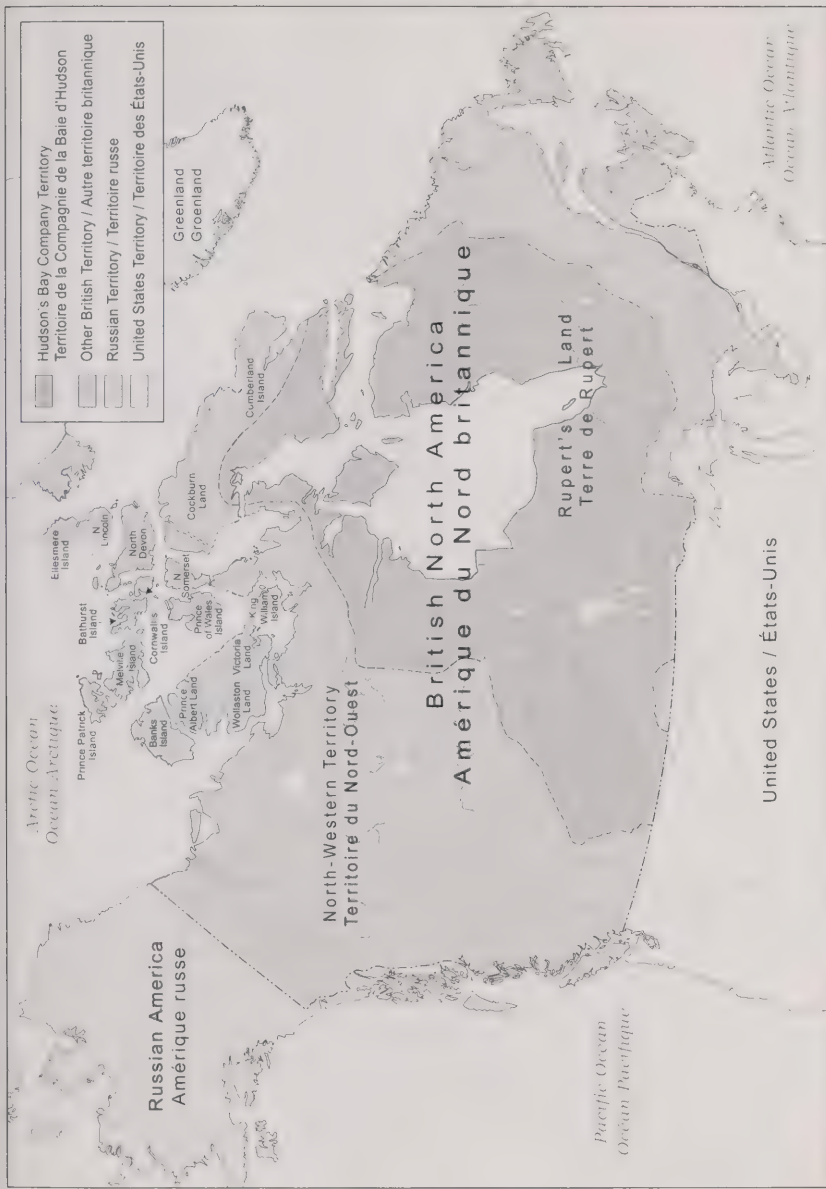 Hudson's Bay Company Territory
Territoire de la Compagnie de la Baie d'Hudson
Other British Territory / Autre territoire britannique
Russian Territory / Territoire russe
United States Territory / Territoire des États-Unis
Arctic Ocean
Océan Arctique
Greenland
Groenland
Ellesmere
Island
N
Lincoln
North
Devon
Bathurst
Island
Prince Patrick
Island
Melville
Island
Cornwallis
Island
N
Somerset
Cockburn
Land
Cumberland
Island
Banks
Island
Prince
Albert Land
Prince
of Wales
Island
Wollaston
Land
Victoria
Land
King
William
Island
Russian America
Amérique russe
North-Western Territory
Territoire du Nord-Ouest
British North America
Amérique du Nord britannique
Rupert's Land
Terre de Rupert
Pacific Ocean
Océan Pacifique
United States / États-Unis
Atlantic Ocean
Océan Atlantique